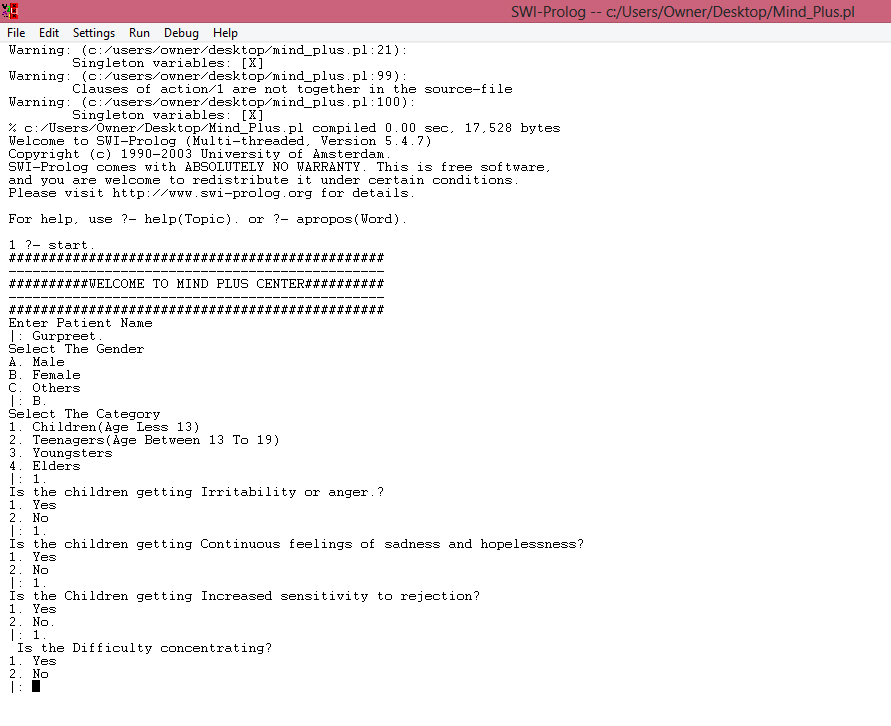 SWI-Prolog -- c:/Users/Owner/Desktop/Mind_Plus.pl
File Edit Settings Run Debug Help
Warning: (c:/users/owner/desktop/mind_plus.pl:21):
Singleton variables: [X]
Warning: (c:/users/owner/desktop/mind_plus.pl:99):
Clauses of action/1 are not together in the source-file
Warning: (c:/users/owner/desktop/mind_plus.pl:100):
Singleton variables: [X]
% c:/Users/Owner/Desktop/Mind_Plus.pl compiled 0.00 sec, 17,528 bytes
Welcome to SWI-Prolog (Multi-threaded, Version 5.4.7)
Copyright (c) 1990-2003 University of Amsterdam.
SWI-Prolog comes with ABSOLUTELY NO WARRANTY. This is free software,
and you are welcome to redistribute it under certain conditions.
Please visit http://www.swi-prolog.org for details.
For help, use ?- help(Topic). or ?- apropos(Word).
1 ?- start.
###############################################
-----------------------------------------------
##########WELCOME TO MIND PLUS CENTER##########
-----------------------------------------------
###############################################
Enter Patient Name
|: Gurpreet.
Select The Gender
A. Male
B. Female
C. Others
|: B.
Select The Category
1. Children(Age Less 13)
2. Teenagers(Age Between 13 To 19)
3. Youngsters
4. Elders
|: 1.
Is the children getting Irritability or anger.?
1. Yes
2. No
|: 1.
Is the children getting Continuous feelings of sadness and hopelessness?
1. Yes
2. No
|: 1.
Is the Children getting Increased sensitivity to rejection?
1. Yes
2. No.
|: 1.
Is the Difficulty concentrating?
1. Yes
2. No
|: